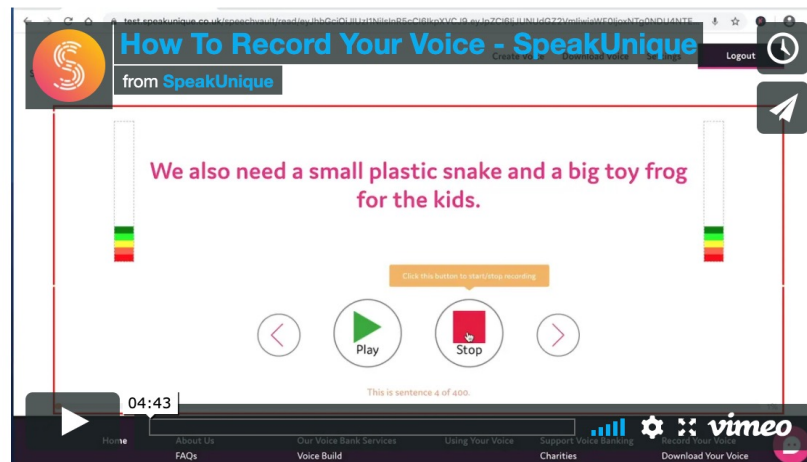 How To Record Your Voice - SpeakUnique
from SpeakUnique
Create Voice Download Voice Settings Logout
We also need a small plastic snake and a big toy frog
for the kids.
Click this button to start/stop recording
Play
Stop
This is sentence 4 of 400.
04:43
vimeo
Home About Us Our Voice Bank Services Using Your Voice Support Voice Banking Record Your Voice
FAQs Voice Build Charities Download Your Voice